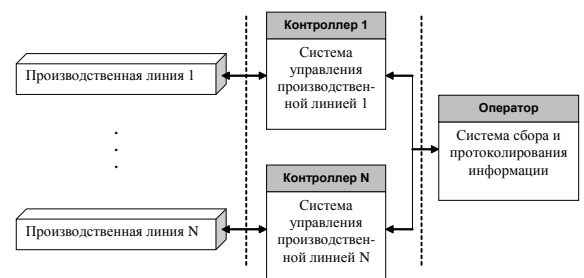 Контроллер 1
Система
управления
производствен-
ной линией 1
Производственная линия 1
Оператор
Система сбора и
протоколирования
информации
.
.
.
Контроллер N
Система
управления
производствен-
ной линией N
Производственная линия N